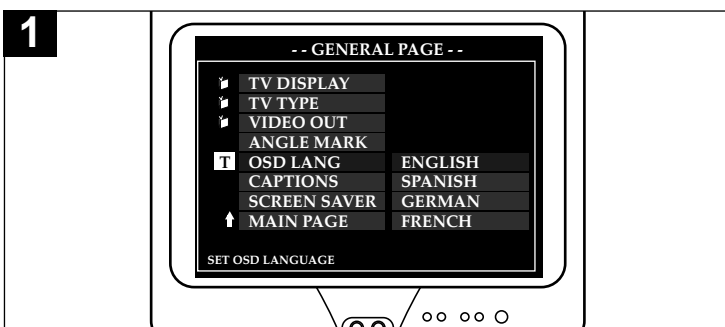 1
- - GENERAL PAGE - -
TV DISPLAY
TV TYPE
VIDEO OUT
ANGLE MARK
T OSD LANG ENGLISH
CAPTIONS SPANISH
SCREEN SAVER GERMAN
MAIN PAGE FRENCH
SET OSD LANGUAGE